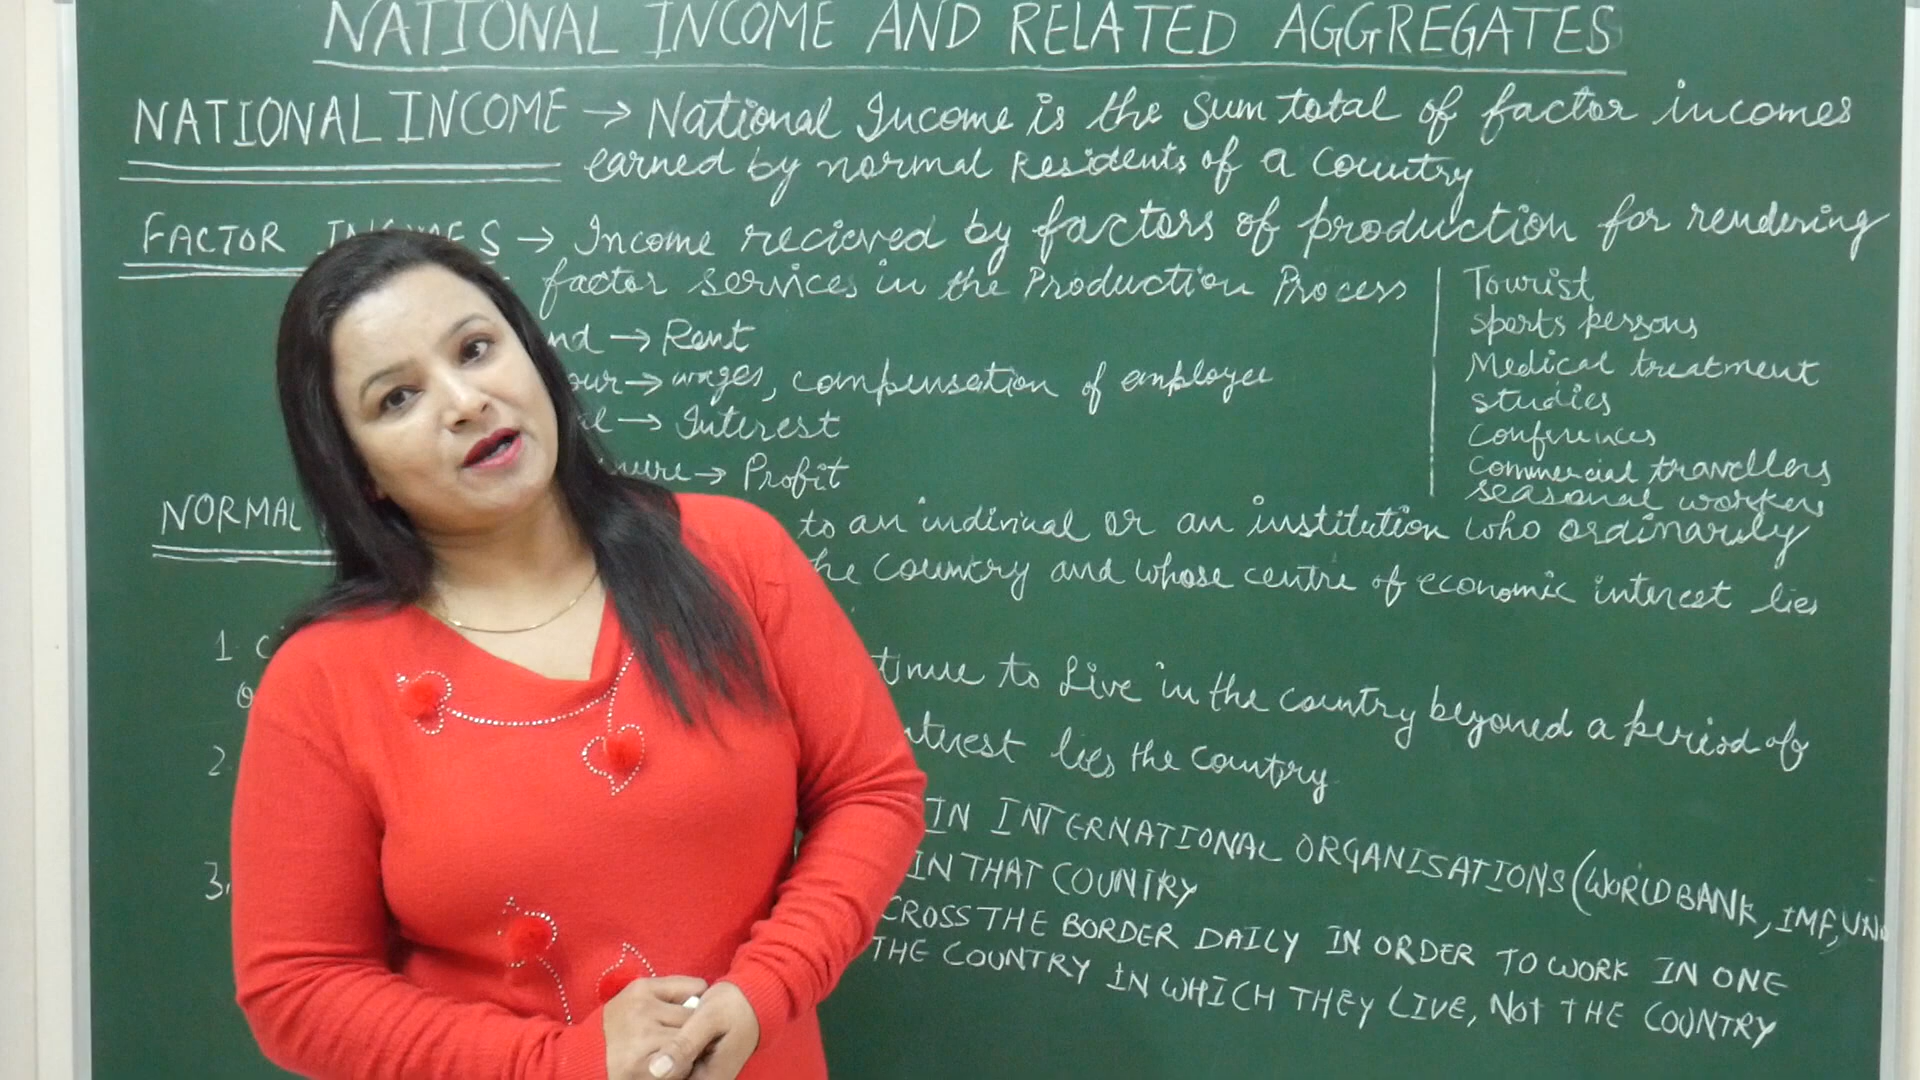 NATIONAL INCOME AND RELATED AGGREGATES
NATIONAL INCOME → National Income is the Sum total of factor incomes
earned by normal Residents of a Country
FACTOR INCOMES → Income recieved by factors of production for rendering
factor services in the Production Process
nd → Rent
our → wages, compensation of employee
→ Interest
→ Profit
Tourist
sports persons
Medical treatment
studies
Conferences
Commercial travellers
seasonal workers
NORMAL to an indiviual or an institution who ordinarily
the Country and whose centre of economic interest lies
1. tinue to Live in the country beyoned a period of
2. lies the country
3. IN INTERNATIONAL ORGANISATIONS (WORLD BANK, IMF, UNO
IN THAT COUNTRY
CROSS THE BORDER DAILY IN ORDER TO WORK IN ONE
THE COUNTRY IN WHICH THEY LIVE, NOT THE COUNTRY